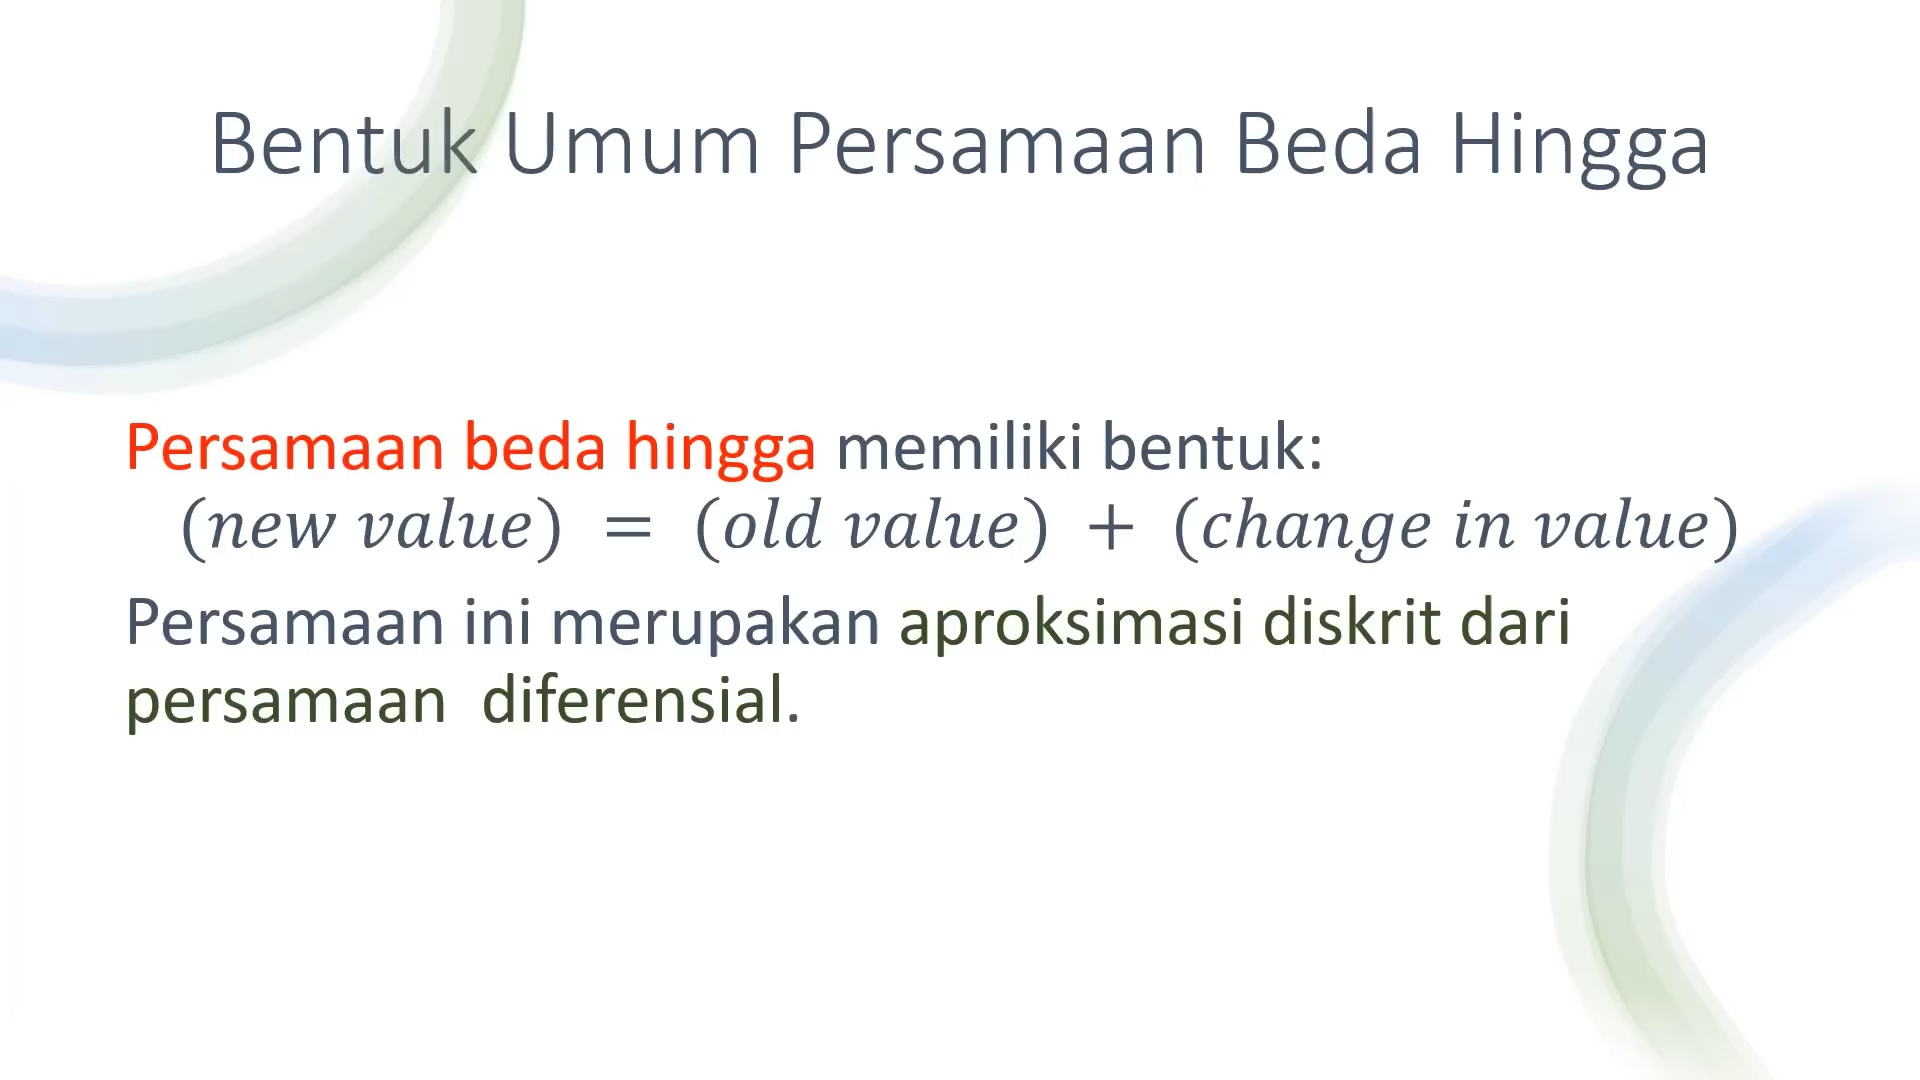 Bentuk Umum Persamaan Beda Hingga
Persamaan beda hingga memiliki bentuk:
(new value) = (old value) + (change in value)
Persamaan ini merupakan aproksimasi diskrit dari
persamaan diferensial.